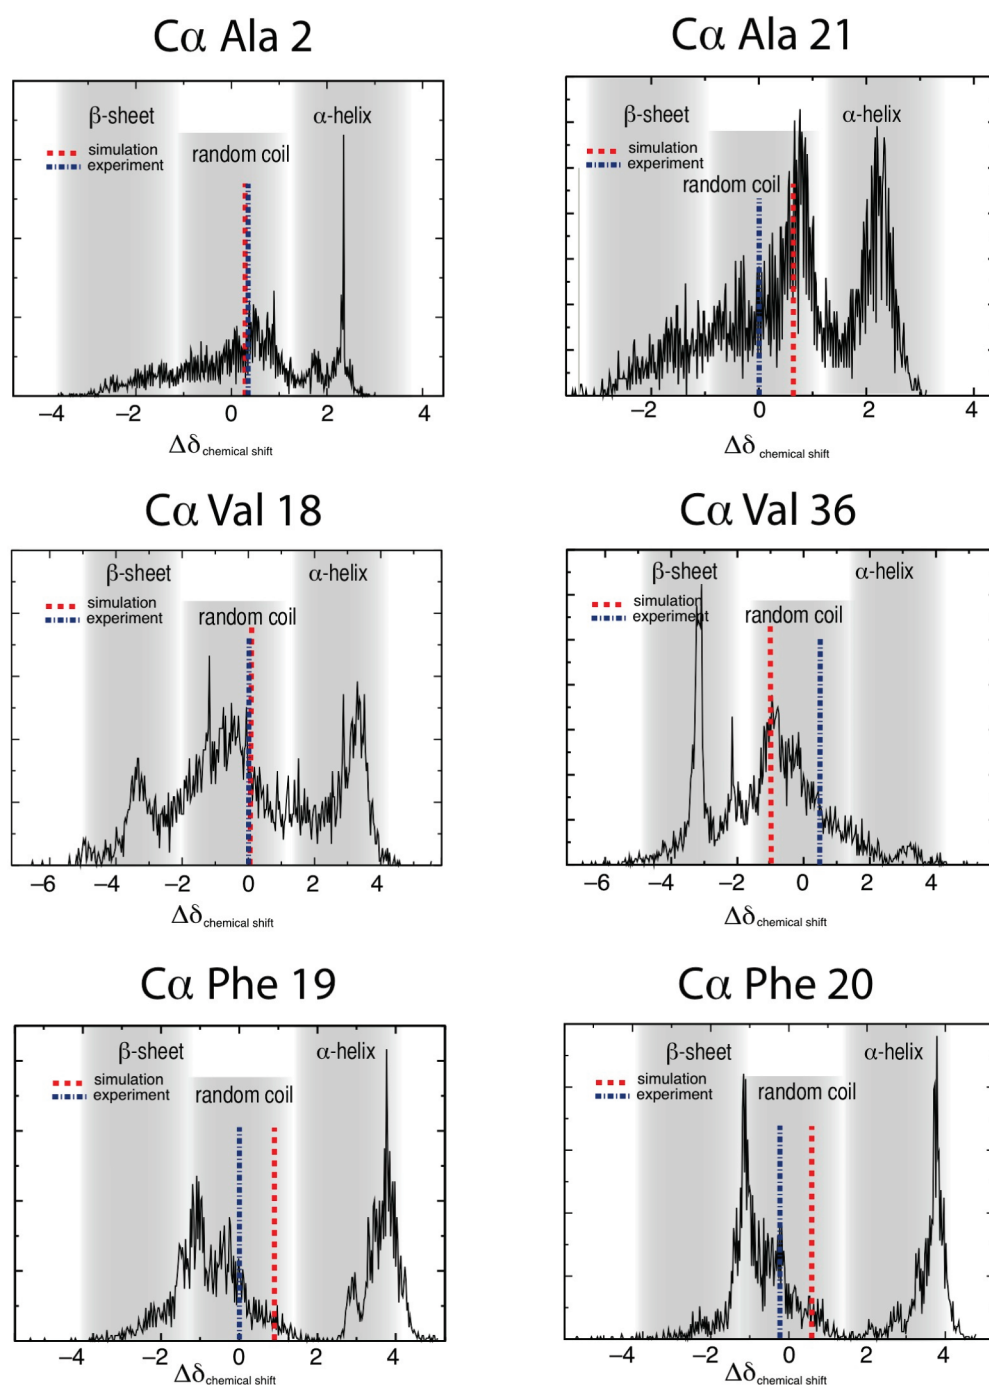 Cα Ala 2
β-sheet
α-helix
random coil
simulation
experiment
−4 −2 0 2 4
Δδ chemical shift
Cα Ala 21
β-sheet
α-helix
simulation
experiment
random coil
−2 0 2 4
Δδ chemical shift
Cα Val 18
β-sheet
α-helix
simulation
experiment
random coil
−6 −4 −2 0 2 4
Δδ chemical shift
Cα Val 36
β-sheet
α-helix
simulation
experiment
random coil
−6 −4 −2 0 2 4
Δδ chemical shift
Cα Phe 19
β-sheet
α-helix
simulation
experiment
random coil
−4 −2 0 2 4
Δδ chemical shift
Cα Phe 20
β-sheet
α-helix
simulation
experiment
random coil
−4 −2 0 2 4
Δδ chemical shift